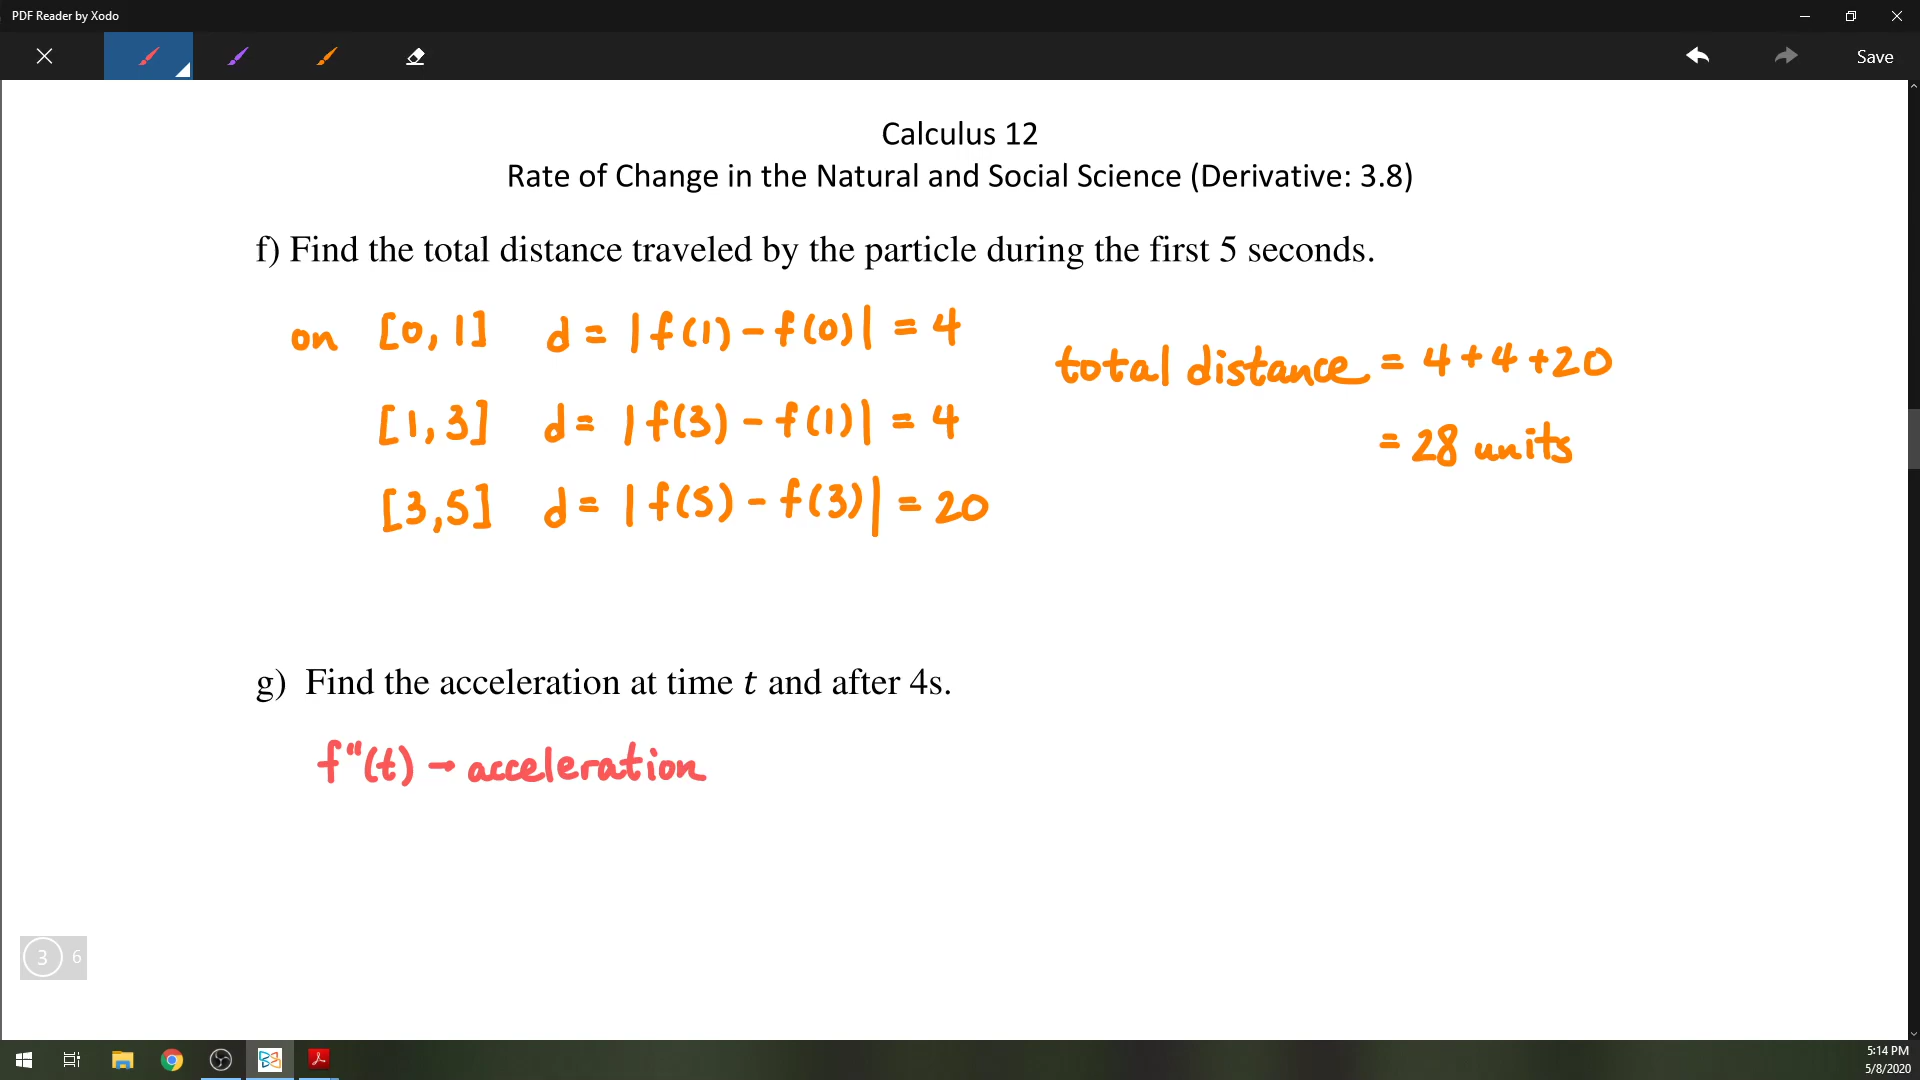 PDF Reader by Xodo
Save
Calculus 12
Rate of Change in the Natural and Social Science (Derivative: 3.8)
f) Find the total distance traveled by the particle during the first 5 seconds.
on [0, 1] d = |f(1) - f(0)| = 4
[1, 3] d = |f(3) - f(1)| = 4
[3, 5] d = |f(5) - f(3)| = 20
total distance = 4 + 4 + 20
= 28 units
g) Find the acceleration at time t and after 4s.
f"(t) → acceleration
3 6
5:14 PM
5/8/2020